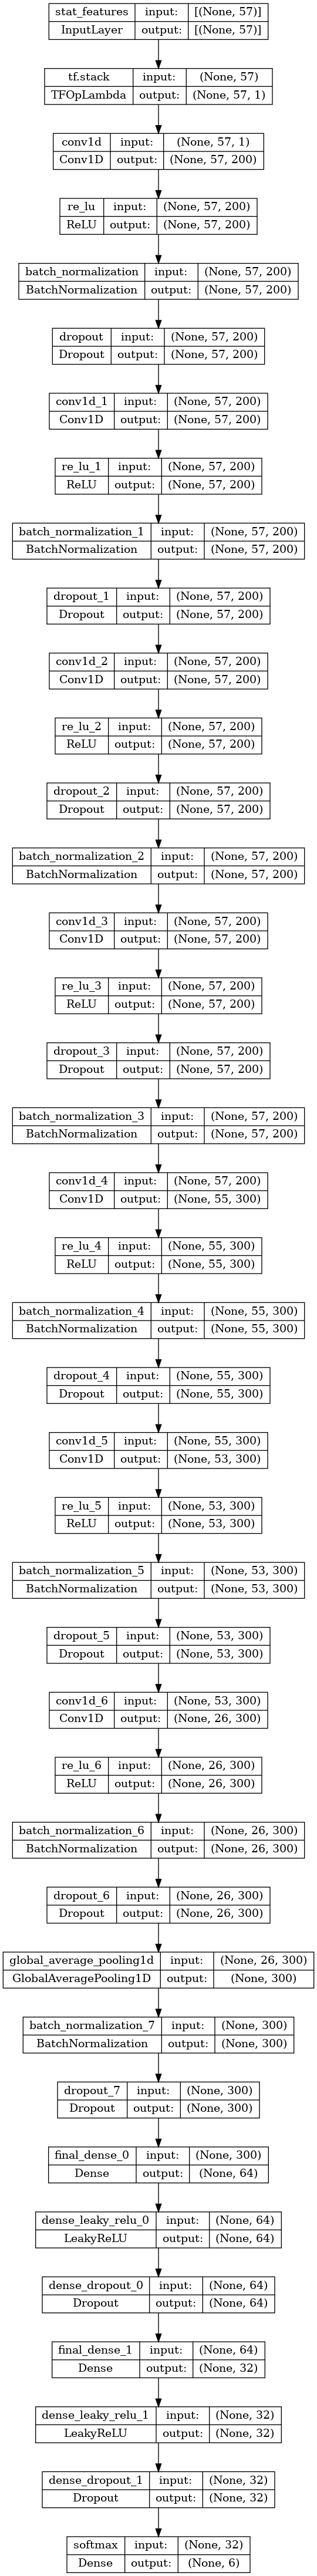 stat_features input: [(None, 57)]
InputLayer output: [(None, 57)]
tf.stack input: (None, 57)
TFOpLambda output: (None, 57, 1)
conv1d input: (None, 57, 1)
Conv1D output: (None, 57, 200)
re_lu input: (None, 57, 200)
ReLU output: (None, 57, 200)
batch_normalization input: (None, 57, 200)
BatchNormalization output: (None, 57, 200)
dropout input: (None, 57, 200)
Dropout output: (None, 57, 200)
conv1d_1 input: (None, 57, 200)
Conv1D output: (None, 57, 200)
re_lu_1 input: (None, 57, 200)
ReLU output: (None, 57, 200)
batch_normalization_1 input: (None, 57, 200)
BatchNormalization output: (None, 57, 200)
dropout_1 input: (None, 57, 200)
Dropout output: (None, 57, 200)
conv1d_2 input: (None, 57, 200)
Conv1D output: (None, 57, 200)
re_lu_2 input: (None, 57, 200)
ReLU output: (None, 57, 200)
dropout_2 input: (None, 57, 200)
Dropout output: (None, 57, 200)
batch_normalization_2 input: (None, 57, 200)
BatchNormalization output: (None, 57, 200)
conv1d_3 input: (None, 57, 200)
Conv1D output: (None, 57, 200)
re_lu_3 input: (None, 57, 200)
ReLU output: (None, 57, 200)
dropout_3 input: (None, 57, 200)
Dropout output: (None, 57, 200)
batch_normalization_3 input: (None, 57, 200)
BatchNormalization output: (None, 57, 200)
conv1d_4 input: (None, 57, 200)
Conv1D output: (None, 55, 300)
re_lu_4 input: (None, 55, 300)
ReLU output: (None, 55, 300)
batch_normalization_4 input: (None, 55, 300)
BatchNormalization output: (None, 55, 300)
dropout_4 input: (None, 55, 300)
Dropout output: (None, 55, 300)
conv1d_5 input: (None, 55, 300)
Conv1D output: (None, 53, 300)
re_lu_5 input: (None, 53, 300)
ReLU output: (None, 53, 300)
batch_normalization_5 input: (None, 53, 300)
BatchNormalization output: (None, 53, 300)
dropout_5 input: (None, 53, 300)
Dropout output: (None, 53, 300)
conv1d_6 input: (None, 53, 300)
Conv1D output: (None, 26, 300)
re_lu_6 input: (None, 26, 300)
ReLU output: (None, 26, 300)
batch_normalization_6 input: (None, 26, 300)
BatchNormalization output: (None, 26, 300)
dropout_6 input: (None, 26, 300)
Dropout output: (None, 26, 300)
global_average_pooling1d input: (None, 26, 300)
GlobalAveragePooling1D output: (None, 300)
batch_normalization_7 input: (None, 300)
BatchNormalization output: (None, 300)
dropout_7 input: (None, 300)
Dropout output: (None, 300)
final_dense_0 input: (None, 300)
Dense output: (None, 64)
dense_leaky_relu_0 input: (None, 64)
LeakyReLU output: (None, 64)
dense_dropout_0 input: (None, 64)
Dropout output: (None, 64)
final_dense_1 input: (None, 64)
Dense output: (None, 32)
dense_leaky_relu_1 input: (None, 32)
LeakyReLU output: (None, 32)
dense_dropout_1 input: (None, 32)
Dropout output: (None, 32)
softmax input: (None, 32)
Dense output: (None, 6)